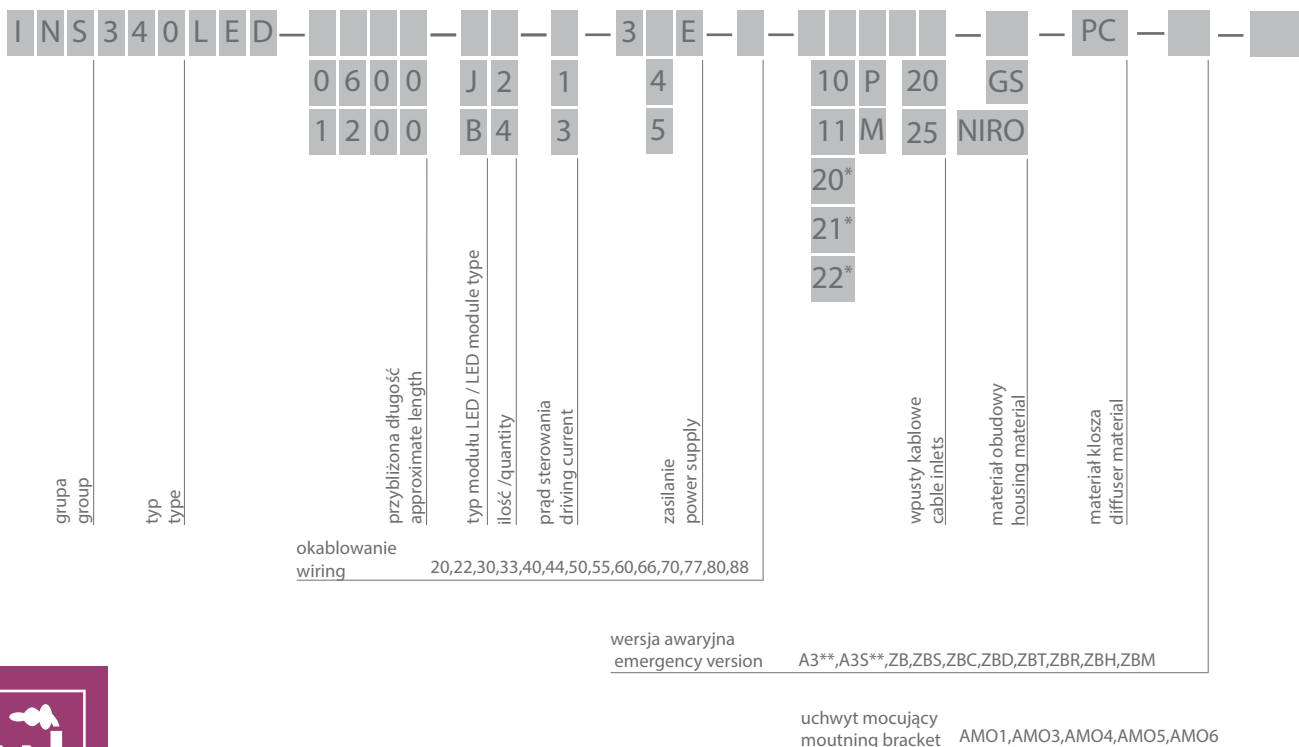 INS340LED— — — —3 E— — — — PC — —
0600 J 2 1 4 10 P 20 GS
1200 B 4 3 5 11 M 25 NIRO
20*
21*
22*
grupa
group
typ
type
przybliżona długość
approximate length
typ modułu LED / LED module type
ilość /quantity
prąd sterowania
driving current
zasilanie
power supply
wpusty kablowe
cable inlets
materiał obudowy
housing material
materiał klosza
diffuser material
okablowanie
wiring 20,22,30,33,40,44,50,55,60,66,70,77,80,88
wersja awaryjna
emergency version A3**,A3S**,ZB,ZBS,ZBC,ZBD,ZBT,ZBR,ZBH,ZBM
uchwyt mocujący
moutning bracket AMO1,AMO3,AMO4,AMO5,AMO6